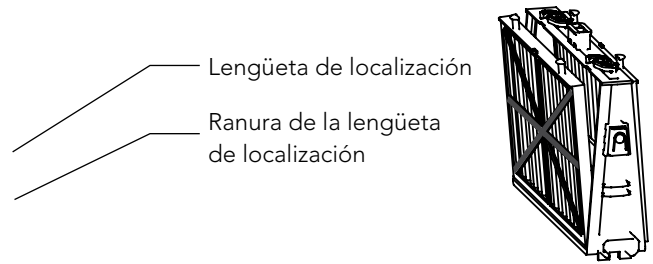 Lengüeta de localización
Ranura de la lengüeta
de localización